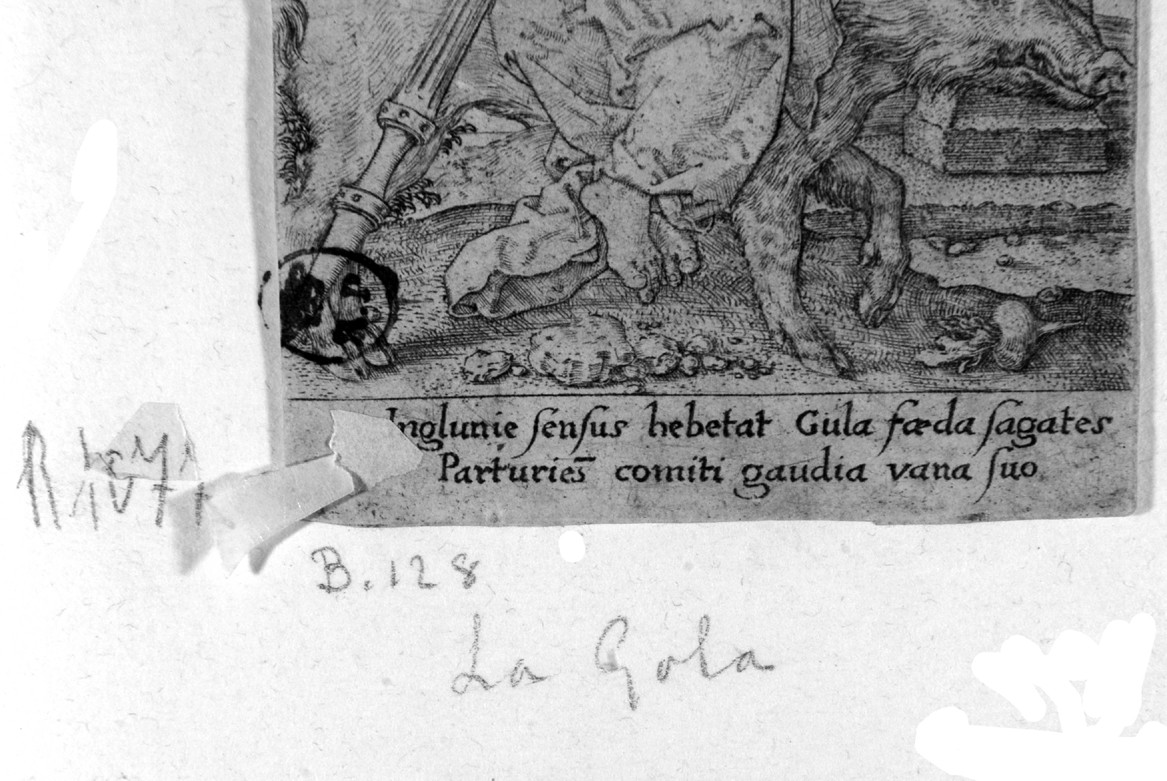 Inglunie ſenſus hebetat Gula fœda ſagates
Parturiēs comiti gaudia vana ſuo
B. 128
La Gola